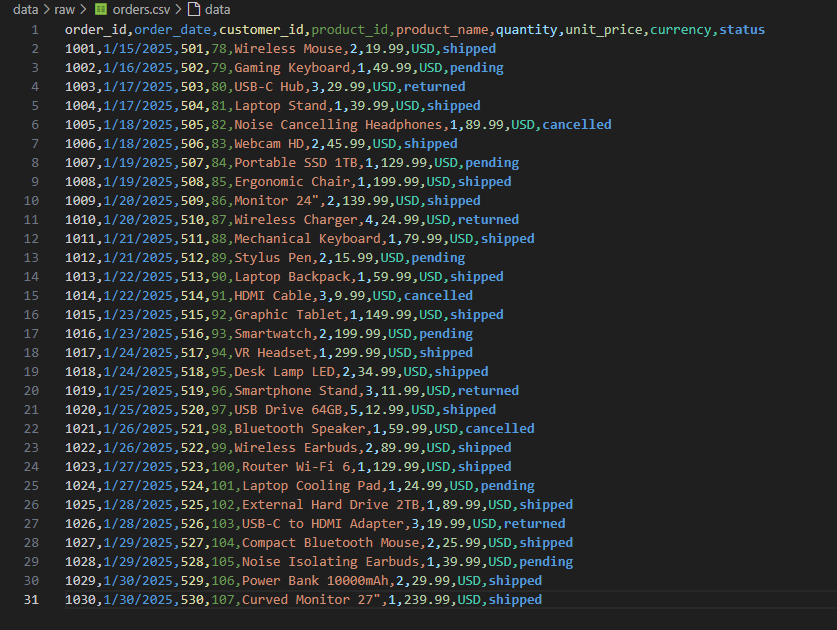 data > raw > orders.csv > data
1 order_id,order_date,customer_id,product_id,product_name,quantity,unit_price,currency,status
2 1001,1/15/2025,501,78,Wireless Mouse,2,19.99,USD,shipped
3 1002,1/16/2025,502,79,Gaming Keyboard,1,49.99,USD,pending
4 1003,1/17/2025,503,80,USB-C Hub,3,29.99,USD,returned
5 1004,1/17/2025,504,81,Laptop Stand,1,39.99,USD,shipped
6 1005,1/18/2025,505,82,Noise Cancelling Headphones,1,89.99,USD,cancelled
7 1006,1/18/2025,506,83,Webcam HD,2,45.99,USD,shipped
8 1007,1/19/2025,507,84,Portable SSD 1TB,1,129.99,USD,pending
9 1008,1/19/2025,508,85,Ergonomic Chair,1,199.99,USD,shipped
10 1009,1/20/2025,509,86,Monitor 24",2,139.99,USD,shipped
11 1010,1/20/2025,510,87,Wireless Charger,4,24.99,USD,returned
12 1011,1/21/2025,511,88,Mechanical Keyboard,1,79.99,USD,shipped
13 1012,1/21/2025,512,89,Stylus Pen,2,15.99,USD,pending
14 1013,1/22/2025,513,90,Laptop Backpack,1,59.99,USD,shipped
15 1014,1/22/2025,514,91,HDMI Cable,3,9.99,USD,cancelled
16 1015,1/23/2025,515,92,Graphic Tablet,1,149.99,USD,shipped
17 1016,1/23/2025,516,93,Smartwatch,2,199.99,USD,pending
18 1017,1/24/2025,517,94,VR Headset,1,299.99,USD,shipped
19 1018,1/24/2025,518,95,Desk Lamp LED,2,34.99,USD,shipped
20 1019,1/25/2025,519,96,Smartphone Stand,3,11.99,USD,returned
21 1020,1/25/2025,520,97,USB Drive 64GB,5,12.99,USD,shipped
22 1021,1/26/2025,521,98,Bluetooth Speaker,1,59.99,USD,cancelled
23 1022,1/26/2025,522,99,Wireless Earbuds,2,89.99,USD,shipped
24 1023,1/27/2025,523,100,Router Wi-Fi 6,1,129.99,USD,shipped
25 1024,1/27/2025,524,101,Laptop Cooling Pad,1,24.99,USD,pending
26 1025,1/28/2025,525,102,External Hard Drive 2TB,1,89.99,USD,shipped
27 1026,1/28/2025,526,103,USB-C to HDMI Adapter,3,19.99,USD,returned
28 1027,1/29/2025,527,104,Compact Bluetooth Mouse,2,25.99,USD,shipped
29 1028,1/29/2025,528,105,Noise Isolating Earbuds,1,39.99,USD,pending
30 1029,1/30/2025,529,106,Power Bank 10000mAh,2,29.99,USD,shipped
31 1030,1/30/2025,530,107,Curved Monitor 27",1,239.99,USD,shipped